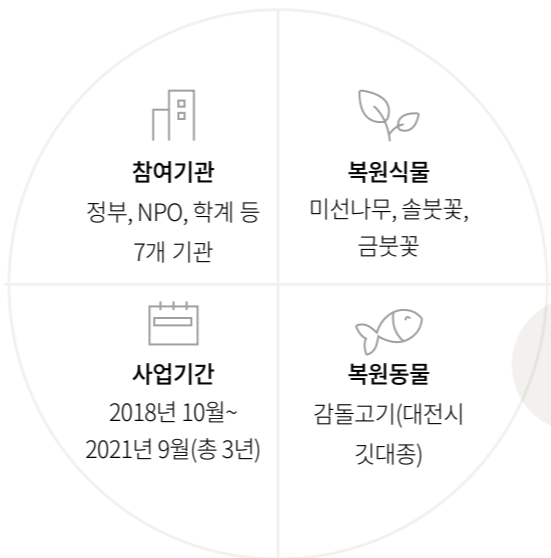 참여기관
정부, NPO, 학계 등
7개 기관
복원식물
미선나무, 솔붓꽃,
금붓꽃
사업기간
2018년 10월~
2021년 9월(총 3년)
복원동물
감돌고기(대전시
깃대종)